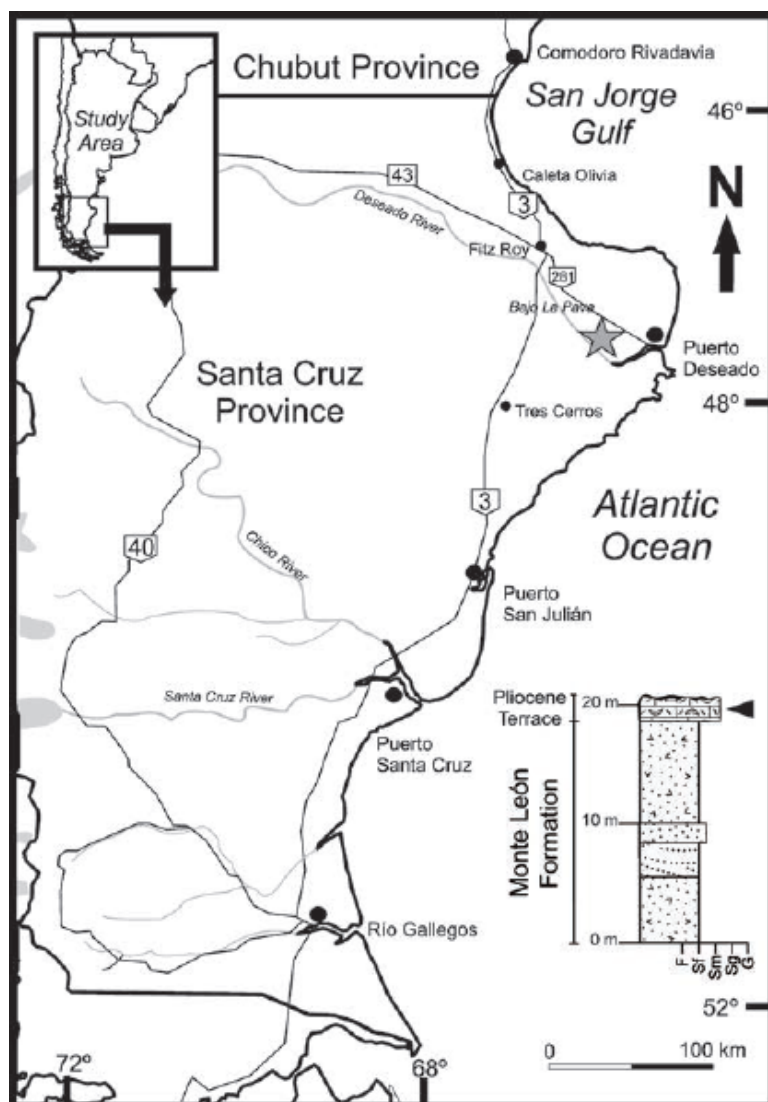 Comodoro Rivadavia
Chubut Province
San Jorge
Gulf
46º
Study
Area
Caleta Olivia
43
3
Deseado River
N
Fitz Roy
281
Bajo La Pava
Puerto
Deseado
Santa Cruz
Province
48º
Tres Cerros
3
Atlantic
Ocean
40
Chico River
Puerto
San Julián
Santa Cruz River
Pliocene
Terrace
20 m
Puerto
Santa Cruz
10 m
Monte León
Formation
Río Gallegos
0 m
F
Sf
Sm
Sg
G
52º
0
100 km
72º
68º